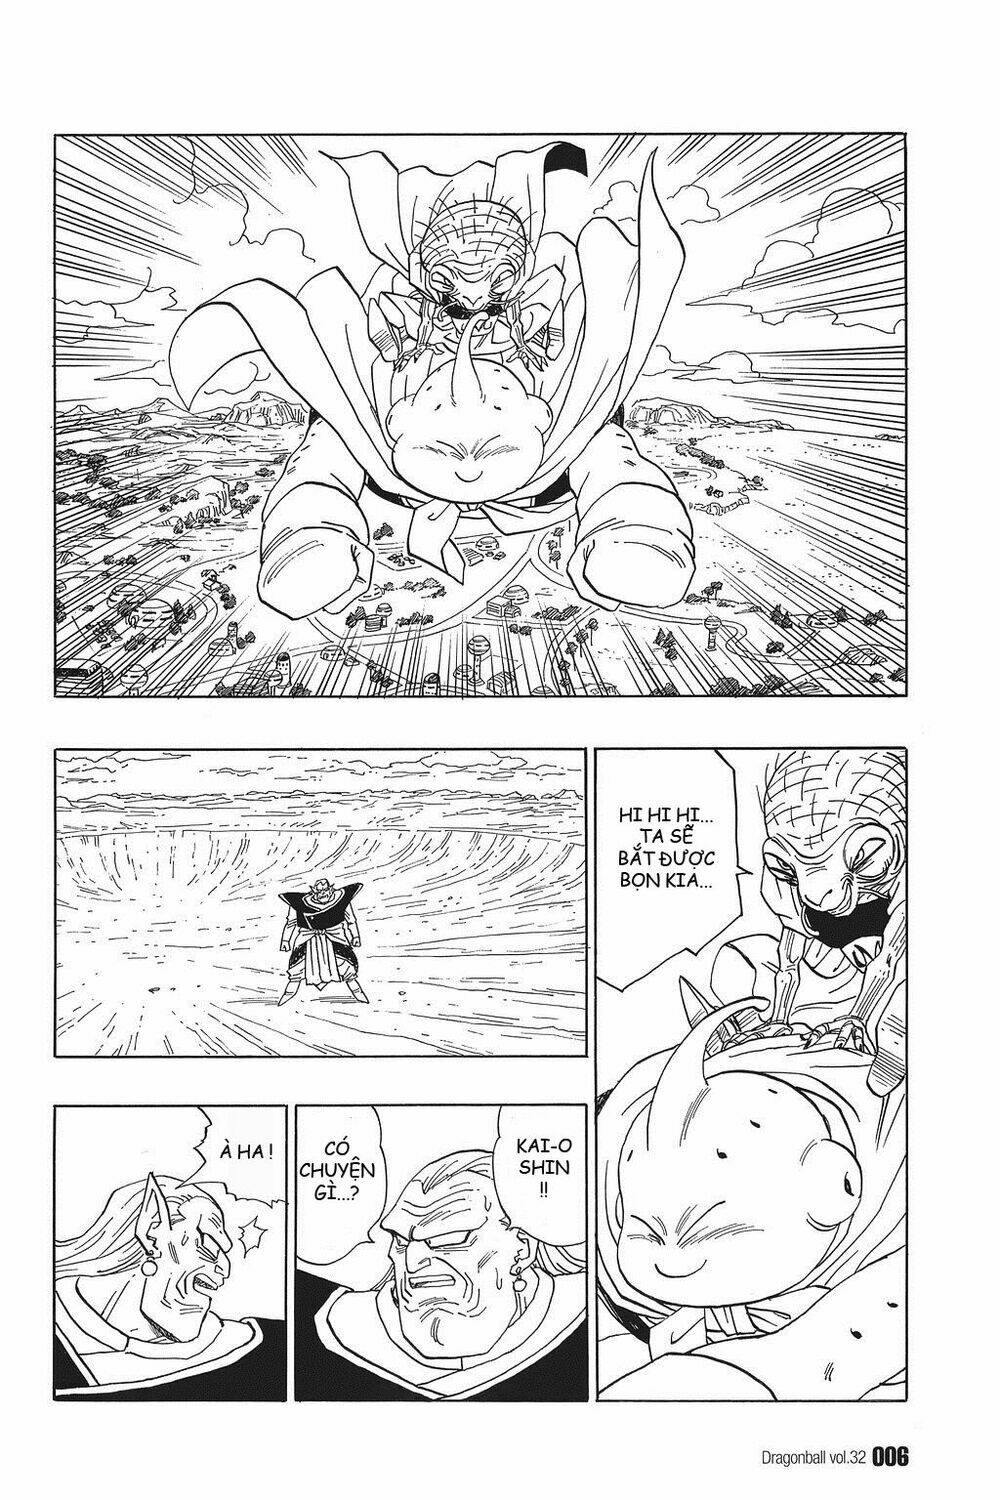 HI HI HI...
TA SẼ
BẮT ĐƯỢC
BỌN KIA...
KAI-O
SHIN
!!
CÓ
CHUYỆN
GÌ...?
À HA !
Dragonball vol.32 006